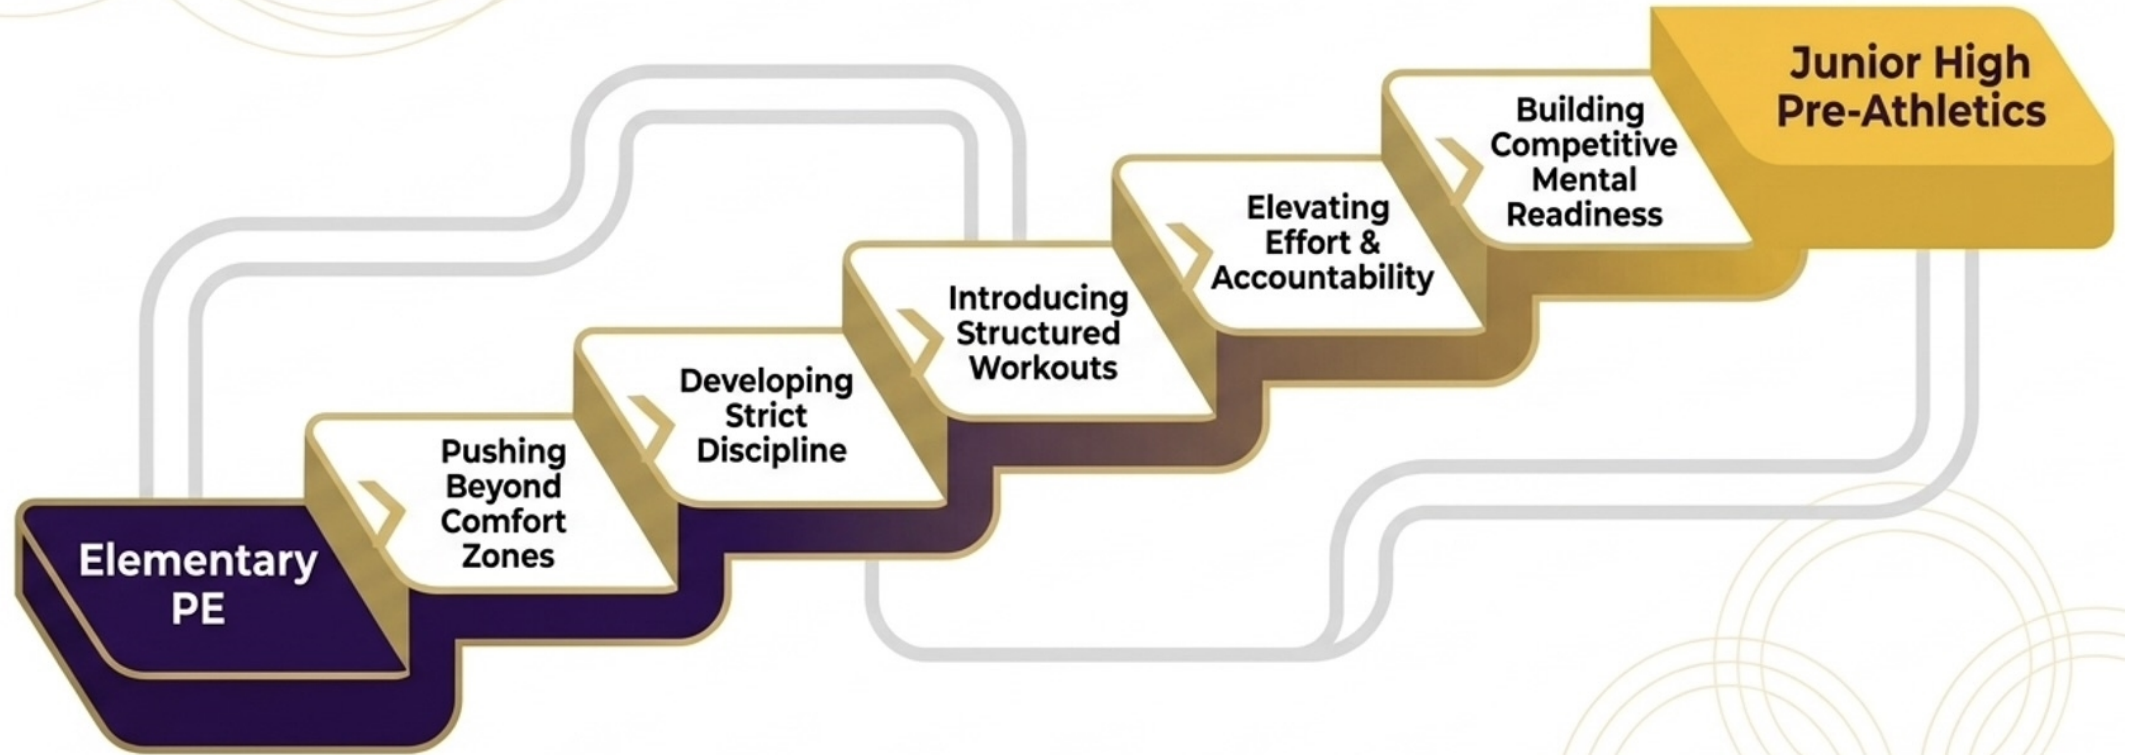 Elementary
PE
Pushing
Beyond
Comfort
Zones
Developing
Strict
Discipline
Introducing
Structured
Workouts
Elevating
Effort &
Accountability
Building
Competitive
Mental
Readiness
Junior High
Pre-Athletics